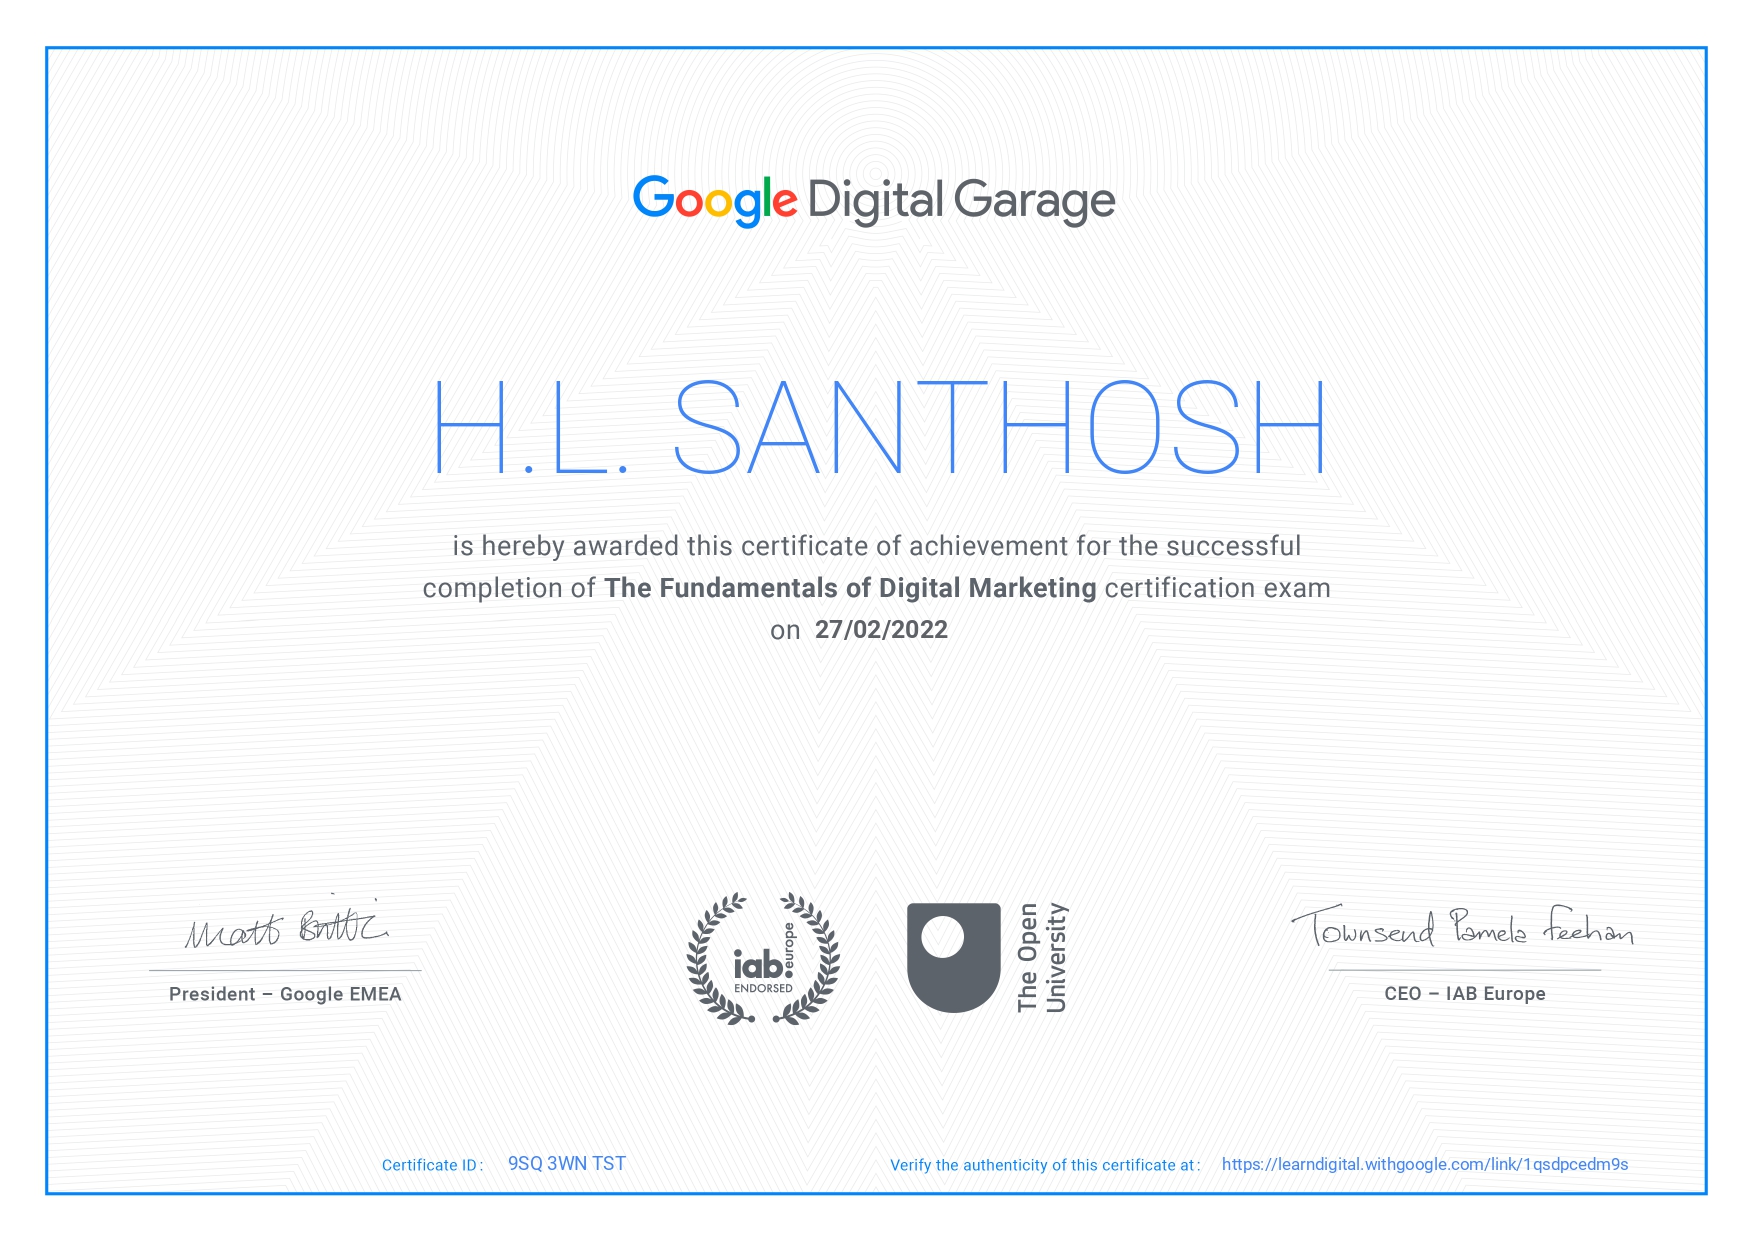 Google Digital Garage
H.L. SANTHOSH
is hereby awarded this certificate of achievement for the successful
completion of The Fundamentals of Digital Marketing certification exam
on 27/02/2022
Matt Brittin
President – Google EMEA
iab europe
ENDORSED
The Open
University
Townsend Pamela Feehan
CEO – IAB Europe
Certificate ID : 9SQ 3WN TST
Verify the authenticity of this certificate at : https://learndigital.withgoogle.com/link/1qsdpcedm9s